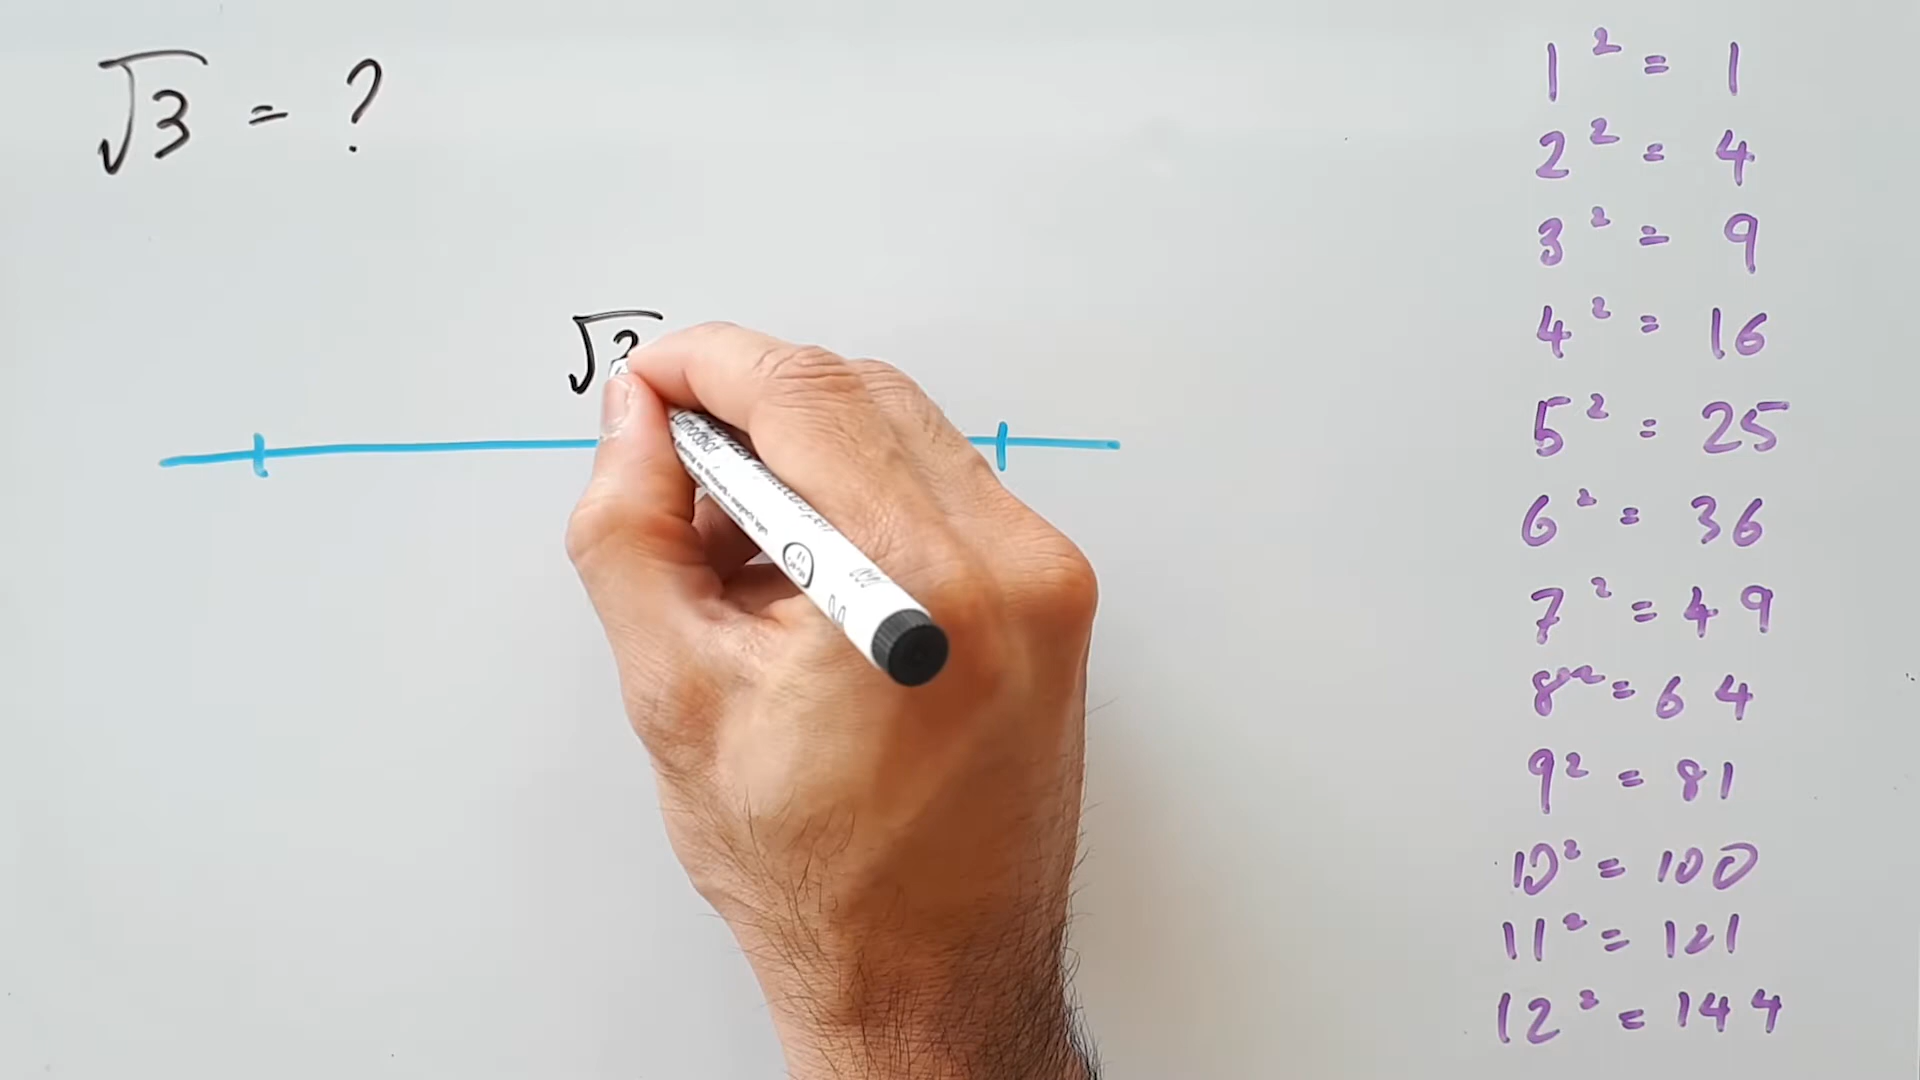 √3 = ?
1² = 1
2² = 4
3² = 9
4² = 16
5² = 25
6² = 36
7² = 49
8² = 64
9² = 81
10² = 100
11² = 121
12² = 144
√3